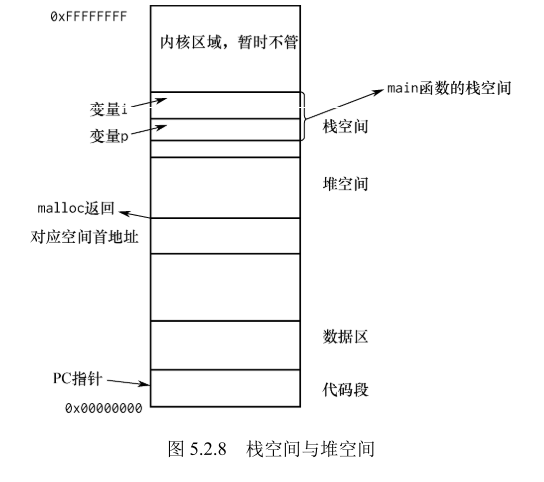 0xFFFFFFFF
内核区域，暂时不管
main函数的栈空间
变量i
栈空间
变量p
堆空间
malloc返回
对应空间首地址
数据区
PC指针
代码段
0x00000000
图 5.2.8 栈空间与堆空间